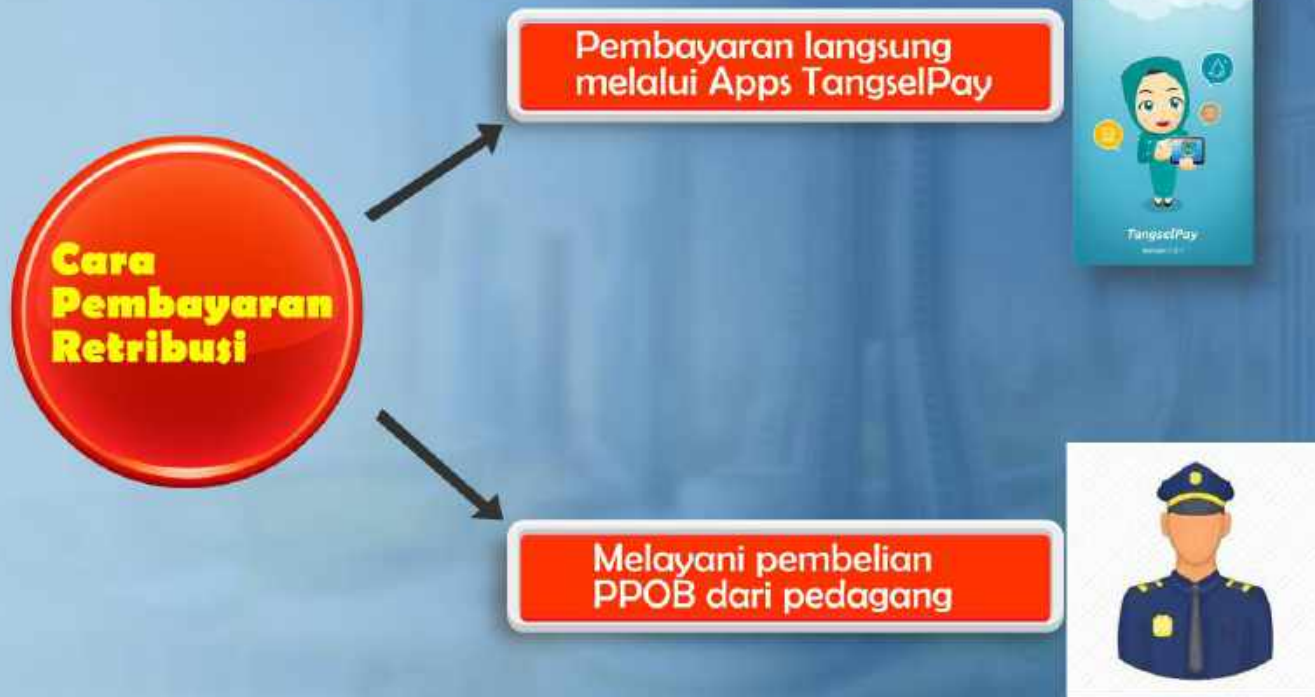 Pembayaran langsung
melalui Apps TangselPay
TangselPay
Cara
Pembayaran
Retribusi
Melayani pembelian
PPOB dari pedagang